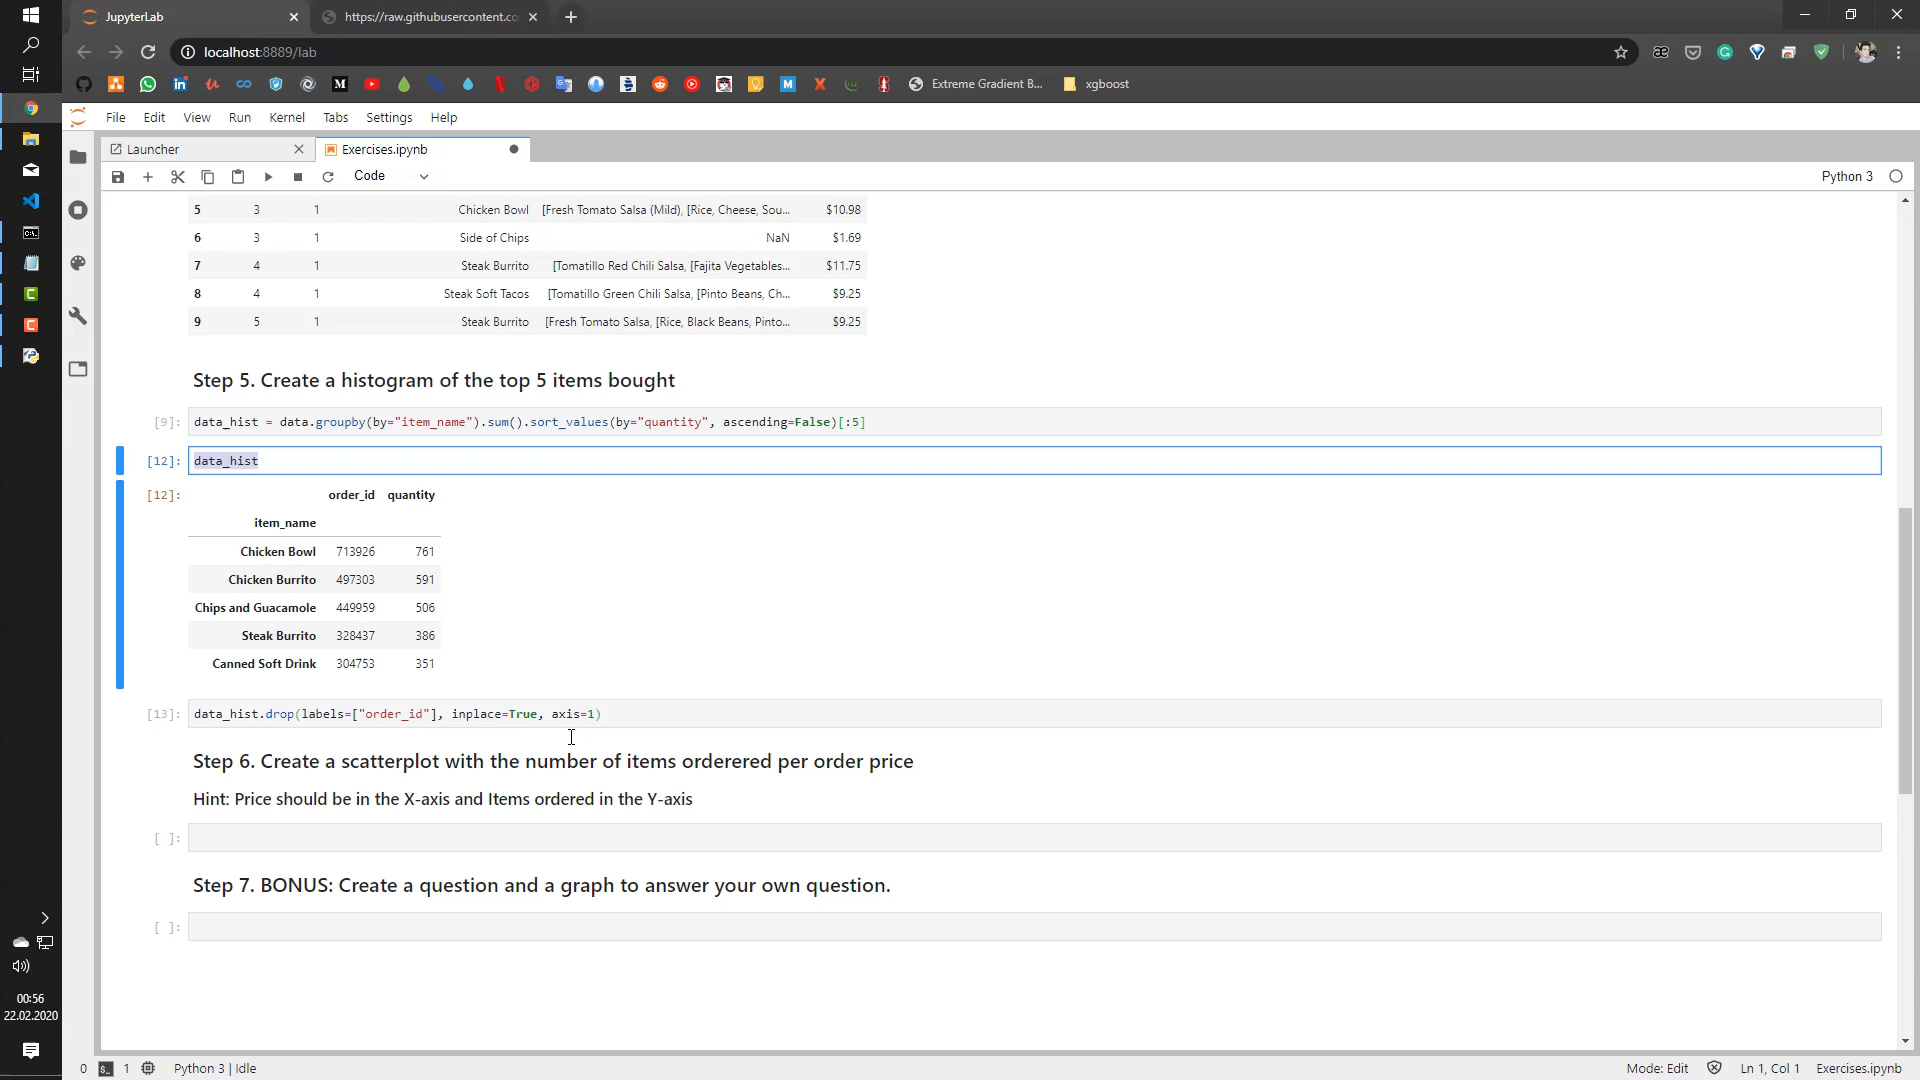 JupyterLab
https://raw.githubusercontent.co
localhost:8889/lab
Extreme Gradient B...
xgboost
File Edit View Run Kernel Tabs Settings Help
Launcher
Exercises.ipynb
Code
Python 3
5 3 1 Chicken Bowl [Fresh Tomato Salsa (Mild), [Rice, Cheese, Sou... $10.98
6 3 1 Side of Chips NaN $1.69
7 4 1 Steak Burrito [Tomatillo Red Chili Salsa, [Fajita Vegetables... $11.75
8 4 1 Steak Soft Tacos [Tomatillo Green Chili Salsa, [Pinto Beans, Ch... $9.25
9 5 1 Steak Burrito [Fresh Tomato Salsa, [Rice, Black Beans, Pinto... $9.25
Step 5. Create a histogram of the top 5 items bought
[9]: data_hist = data.groupby(by="item_name").sum().sort_values(by="quantity", ascending=False)[:5]
[12]: data_hist
[12]: order_id quantity
item_name
Chicken Bowl 713926 761
Chicken Burrito 497303 591
Chips and Guacamole 449959 506
Steak Burrito 328437 386
Canned Soft Drink 304753 351
[13]: data_hist.drop(labels=["order_id"], inplace=True, axis=1)
Step 6. Create a scatterplot with the number of items orderered per order price
Hint: Price should be in the X-axis and Items ordered in the Y-axis
[ ]:
Step 7. BONUS: Create a question and a graph to answer your own question.
[ ]:
00:56
22.02.2020
0 1 Python 3 | Idle
Mode: Edit Ln 1, Col 1 Exercises.ipynb